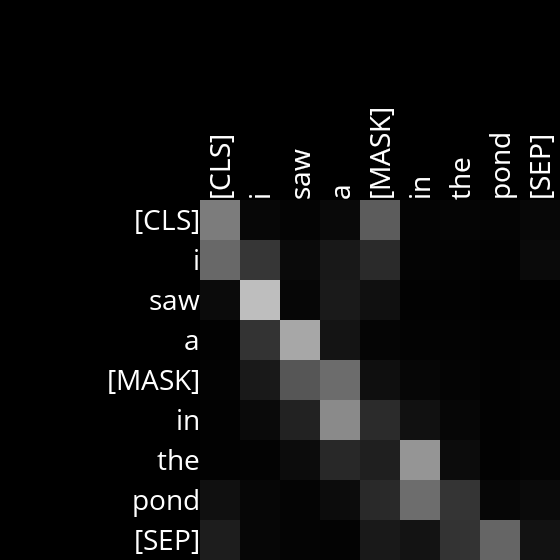 [CLS] i saw a [MASK] in the pond [SEP]
[CLS]
i
saw
a
[MASK]
in
the
pond
[SEP]